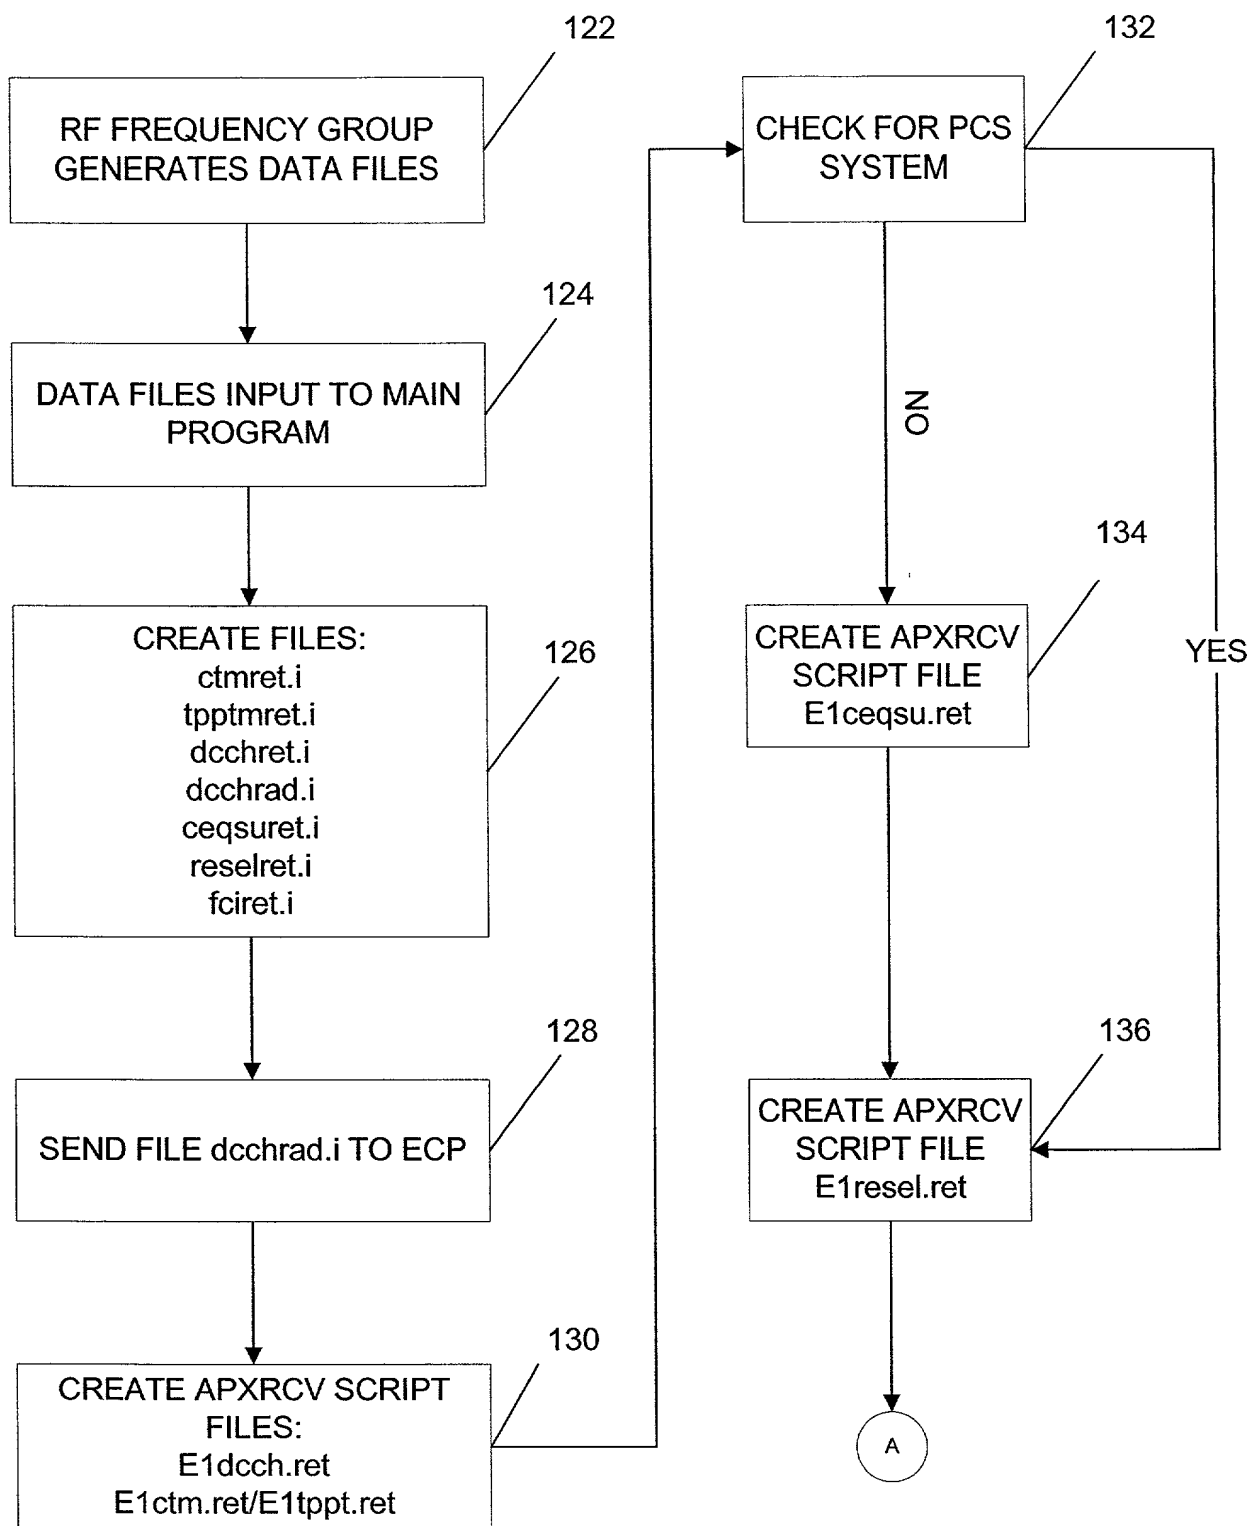 122
RF FREQUENCY GROUP
GENERATES DATA FILES
124
DATA FILES INPUT TO MAIN
PROGRAM
126
CREATE FILES:
ctmret.i
tpptmret.i
dcchret.i
dcchrad.i
ceqsuret.i
reselret.i
fciret.i
128
SEND FILE dcchrad.i TO ECP
130
CREATE APXRCV SCRIPT
FILES:
E1dcch.ret
E1ctm.ret/E1tppt.ret
132
CHECK FOR PCS
SYSTEM
NO
YES
134
CREATE APXRCV
SCRIPT FILE
E1ceqsu.ret
136
CREATE APXRCV
SCRIPT FILE
E1resel.ret
A